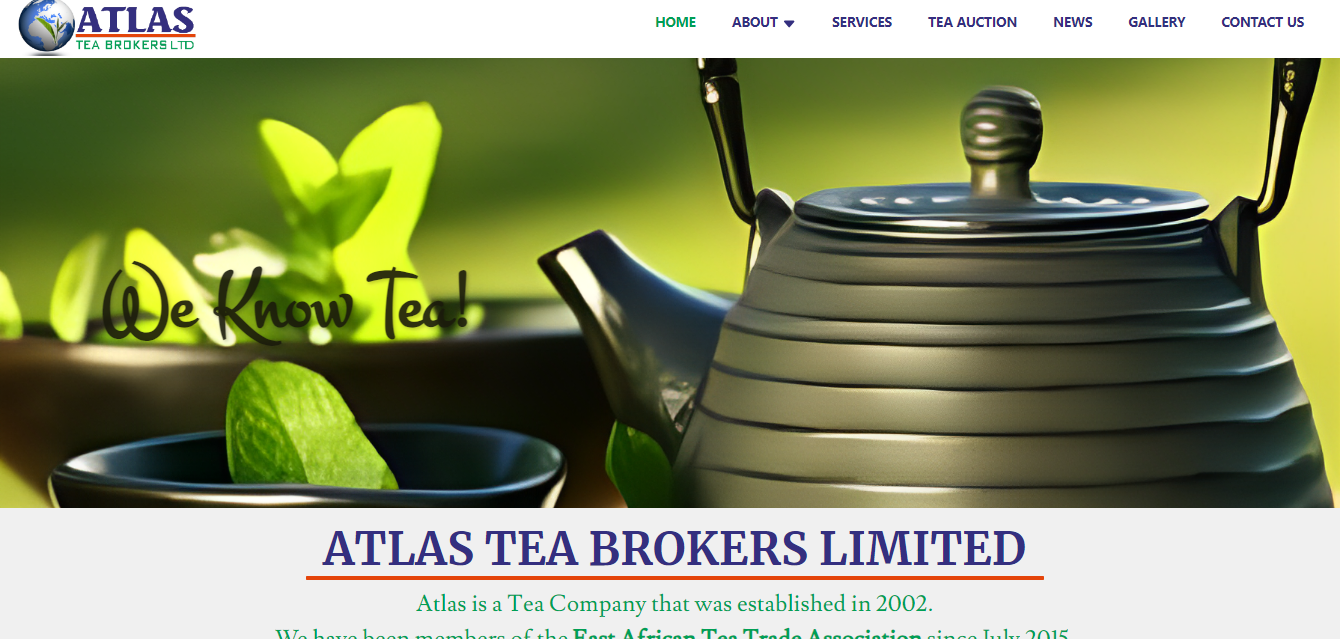 ATLAS
TEA BROKERS LTD
HOME ABOUT SERVICES TEA AUCTION NEWS GALLERY CONTACT US
We Know Tea!
ATLAS TEA BROKERS LIMITED
Atlas is a Tea Company that was established in 2002.
We have been members of the East African Tea Trade Association since July 2015